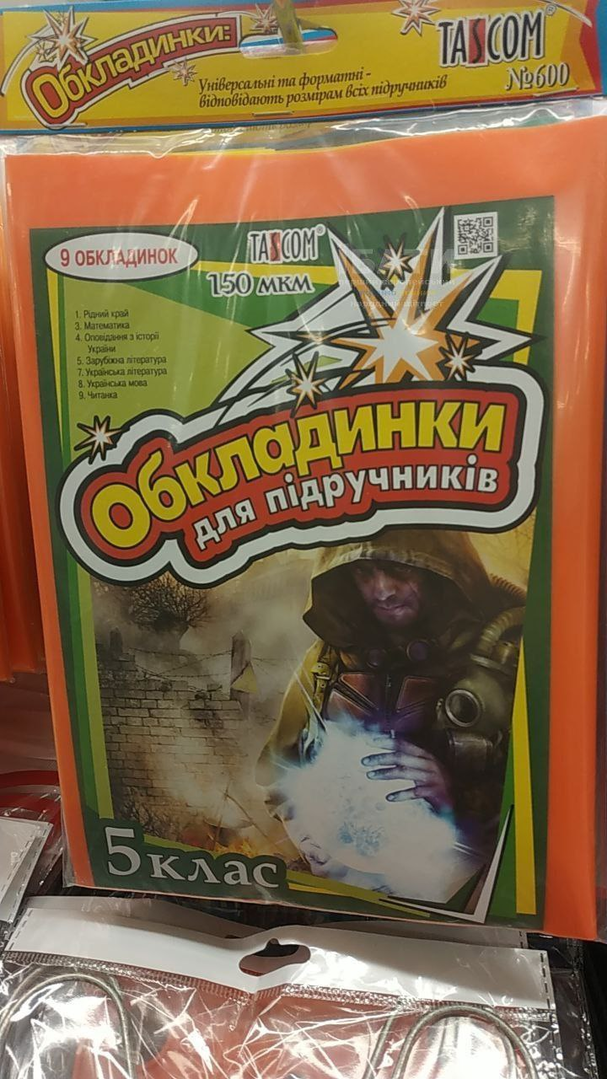 Обкладинки:
TASCOM®
№600
Універсальні та форматні -
відповідають розмірам всіх підручників
9 ОБКЛАДИНОК
TASCOM®
150 мкм
1. Рідний край
3. Математика
4. Оповідання з історії
України
5. Зарубіжна література
7. Українська література
8. Українська мова
9. Читанка
Обкладинки
для підручників
5 клас